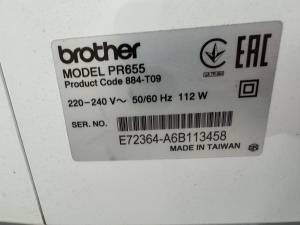 brother
MODEL PR655
Product Code 884-T09
220-240 V~ 50/60 Hz 112 W
SER. NO.
E72364-A6B113458
MADE IN TAIWAN
EAC